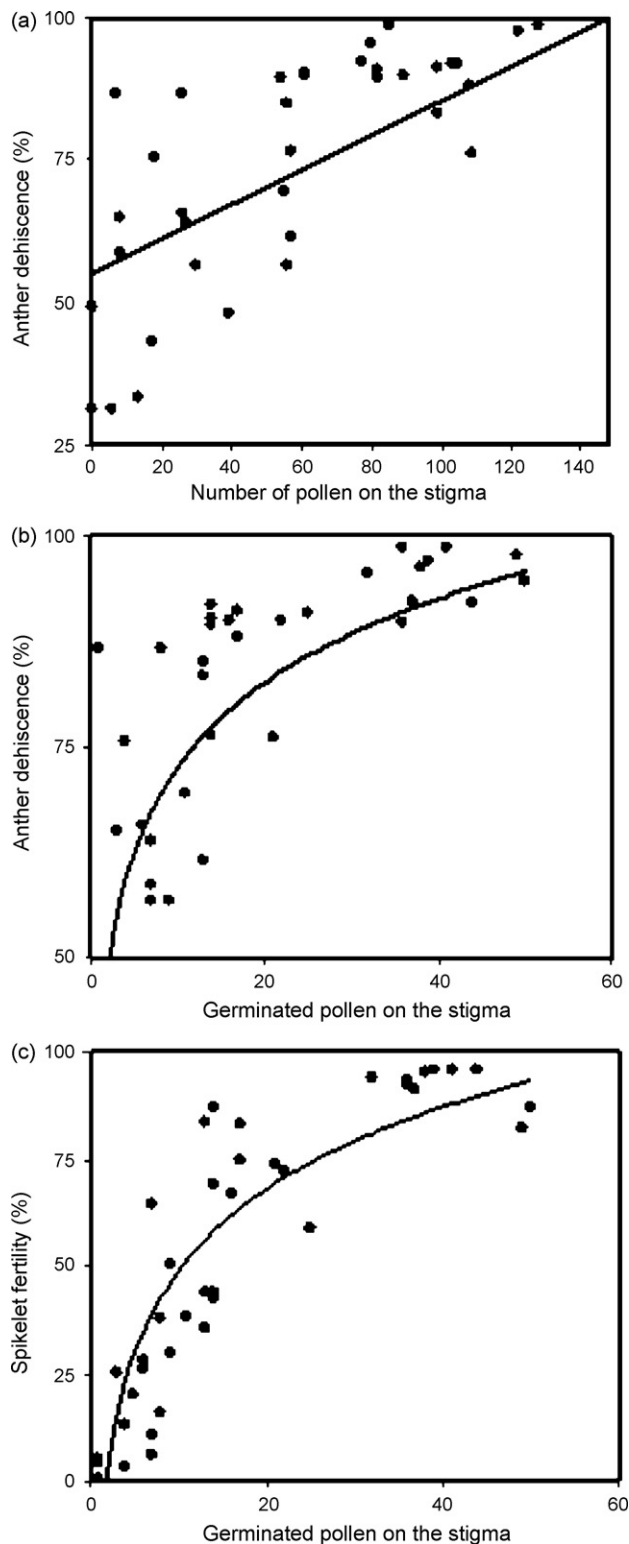 (a)
100
75
50
25
Anther dehiscence (%)
0 20 40 60 80 100 120 140
Number of pollen on the stigma
(b)
100
75
50
Anther dehiscence (%)
0 20 40 60
Germinated pollen on the stigma
(c)
100
75
50
25
0
Spikelet fertility (%)
0 20 40 60
Germinated pollen on the stigma